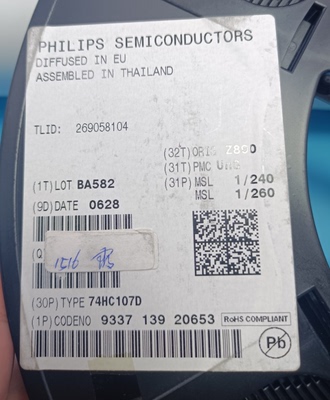 PHILIPS SEMICONDUCTORS
DIFFUSED IN EU
ASSEMBLED IN THAILAND
TLID: 269058104
(32T)ORIG
(31T)PMC
(31P)MSL 1/240
MSL 1/260
(1T)LOT BA582
(9D)DATE 0628
(Q
1516
(30P)TYPE 74HC107D
(1P)CODENO 9337 139 20653
RoHS COMPLIANT
Pb